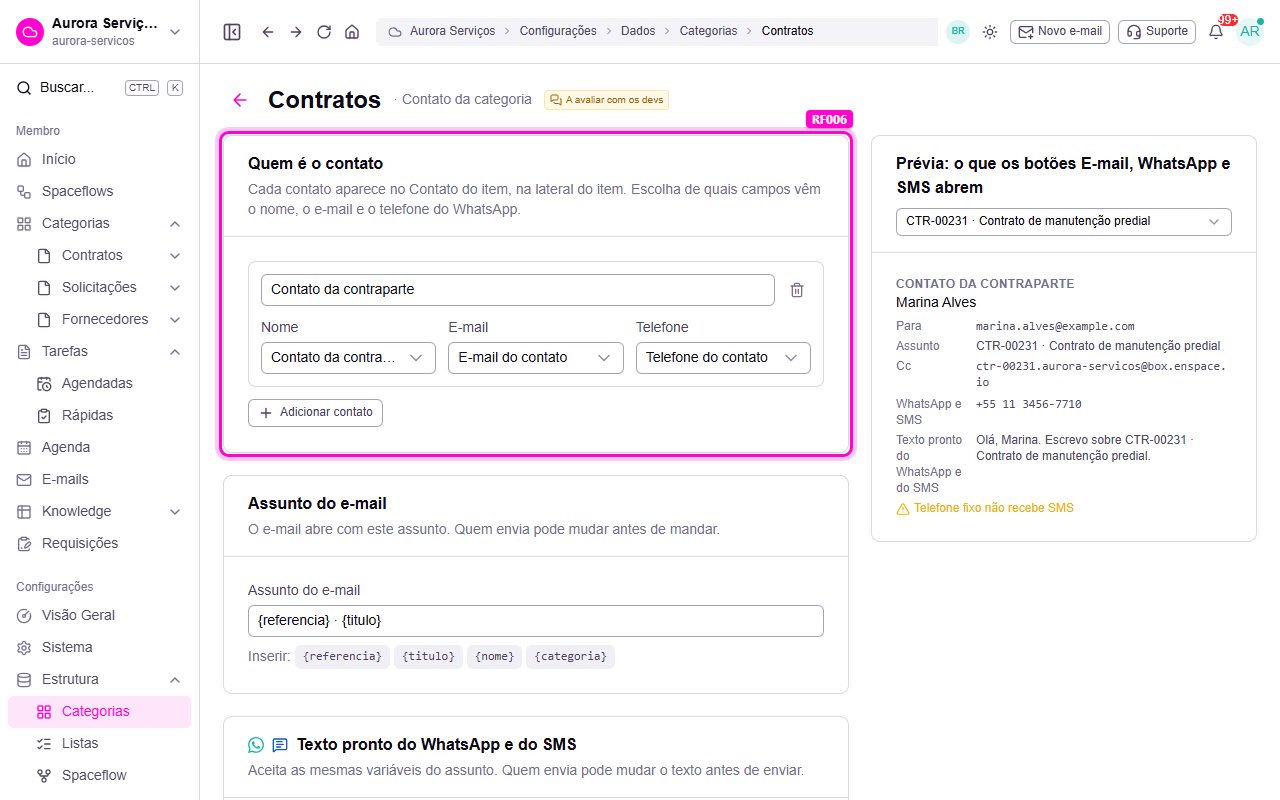 Aurora Serviç...
aurora-servicos
Aurora Serviços > Configurações > Dados > Categorias > Contratos
BR
Novo e-mail
Suporte
99+
AR
Buscar...
CTRL K
Membro
Início
Spaceflows
Categorias
Contratos
Solicitações
Fornecedores
Tarefas
Agendadas
Rápidas
Agenda
E-mails
Knowledge
Requisições
Configurações
Visão Geral
Sistema
Estrutura
Categorias
Listas
Spaceflow
Contratos · Contato da categoria
A avaliar com os devs
RF006
Quem é o contato
Cada contato aparece no Contato do item, na lateral do item. Escolha de quais campos vêm
o nome, o e-mail e o telefone do WhatsApp.
Contato da contraparte
Nome E-mail Telefone
Contato da contra... E-mail do contato Telefone do contato
Adicionar contato
Assunto do e-mail
O e-mail abre com este assunto. Quem envia pode mudar antes de mandar.
Assunto do e-mail
{referencia} · {titulo}
Inserir: {referencia} {titulo} {nome} {categoria}
Texto pronto do WhatsApp e do SMS
Aceita as mesmas variáveis do assunto. Quem envia pode mudar o texto antes de enviar.
Prévia: o que os botões E-mail, WhatsApp e
SMS abrem
CTR-00231 · Contrato de manutenção predial
CONTATO DA CONTRAPARTE
Marina Alves
Para marina.alves@example.com
Assunto CTR-00231 · Contrato de manutenção predial
Cc ctr-00231.aurora-servicos@box.enspace.
io
WhatsApp e +55 11 3456-7710
SMS
Texto pronto Olá, Marina. Escrevo sobre CTR-00231 ·
do Contrato de manutenção predial.
WhatsApp e
do SMS
Telefone fixo não recebe SMS